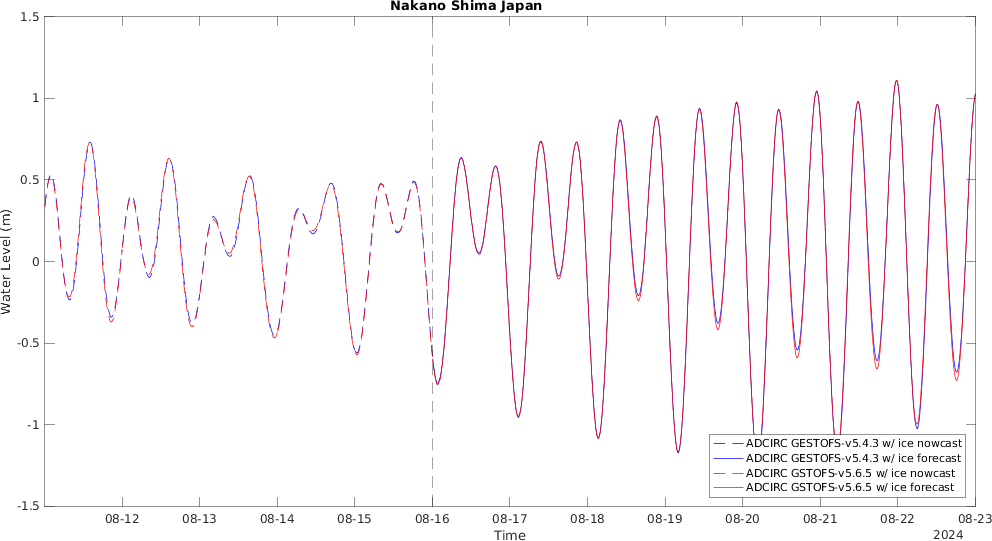 Nakano Shima Japan
Water Level (m)
1.5
1
0.5
0
-0.5
-1
-1.5
ADCIRC GESTOFS-v5.4.3 w/ ice nowcast
ADCIRC GESTOFS-v5.4.3 w/ ice forecast
ADCIRC GSTOFS-v5.6.5 w/ ice nowcast
ADCIRC GSTOFS-v5.6.5 w/ ice forecast
08-12 08-13 08-14 08-15 08-16 08-17 08-18 08-19 08-20 08-21 08-22 08-23
Time
2024